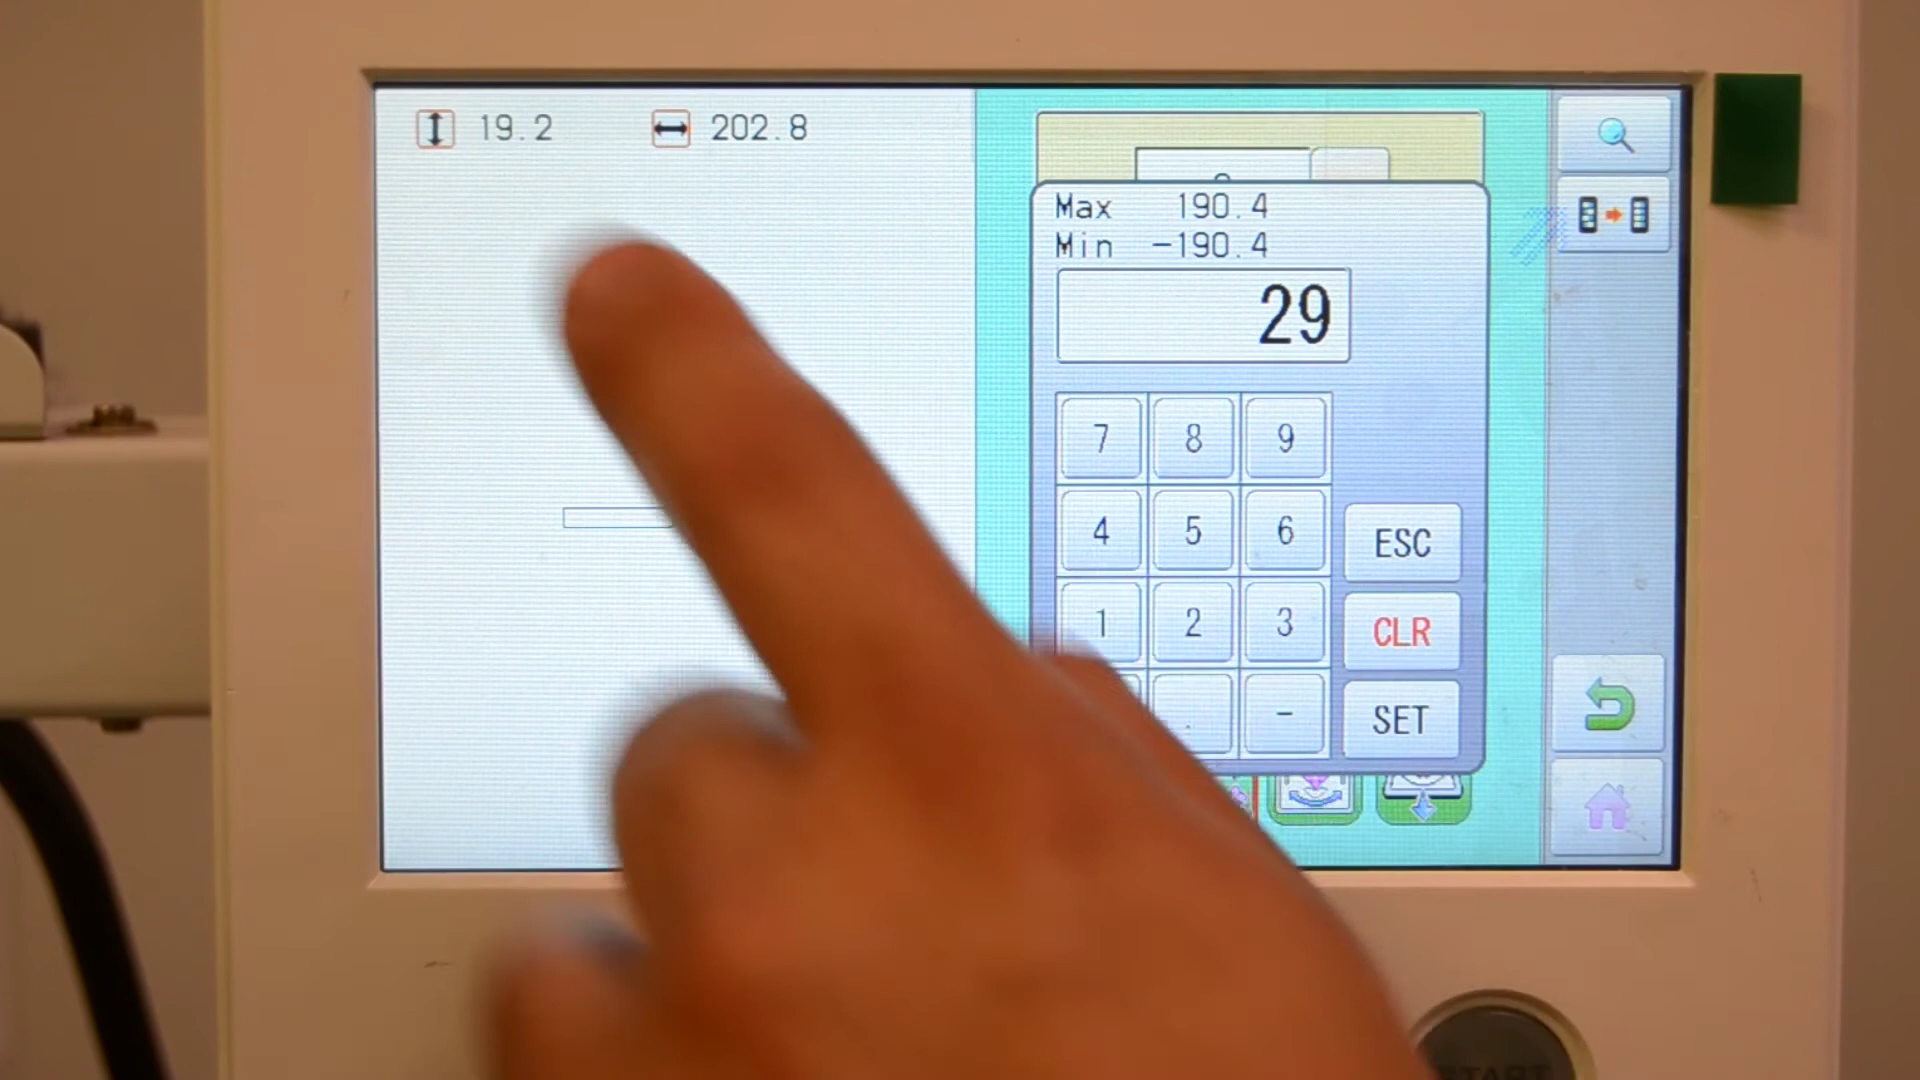 19.2 202.8
Max 190.4
Min -190.4
29
7 8 9
4 5 6 ESC
1 2 3 CLR
. - SET
START